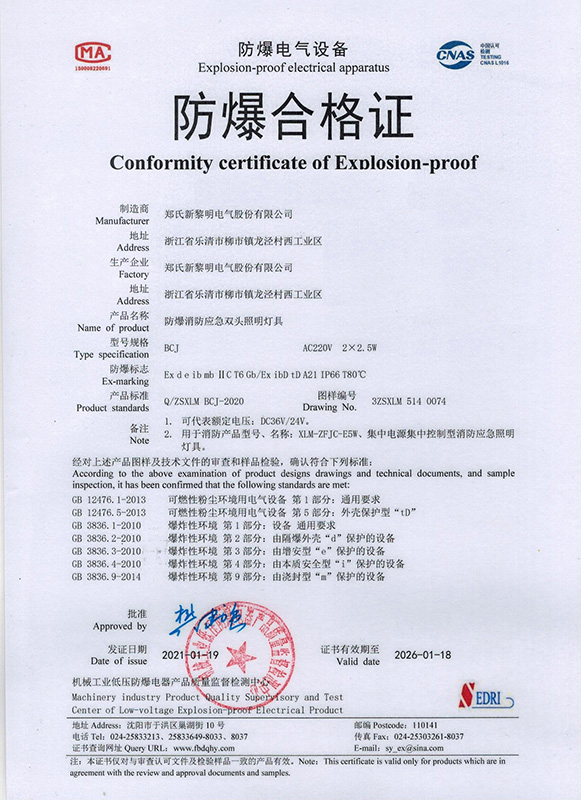 MA
150008220691
防爆电气设备
Explosion-proof electrical apparatus
CNAS
中国认可
检测
TESTING
CNAS L1016
防爆合格证
Conformity certificate of Explosion-proof
制造商 郑氏新黎明电气股份有限公司
Manufacturer
地址 浙江省乐清市柳市镇龙泾村西工业区
Address
生产企业 郑氏新黎明电气股份有限公司
Factory
地址 浙江省乐清市柳市镇龙泾村西工业区
Address
产品名称 防爆消防应急双头照明灯具
Name of product
型号规格 BCJ AC220V 2×2.5W
Type specification
防爆标志 Ex d e ib mb ⅡC T6 Gb/Ex ibD tD A21 IP66 T80℃
Ex-marking
产品标准 Q/ZSXLM BCJ-2020 图样编号 3ZSXLM 514 0074
Product standards Drawing No.
备注 1. 可代表额定电压：DC36V/24V。
Note 2. 用于消防产品型号、名称：XLM-ZFJC-E5W、集中电源集中控制型消防应急照明
灯具。
经对上述产品图样及技术文件的审查和样品检验，确认符合下列标准：
According to the above examination of product designs drawings and technical documents, and sample
inspection, it has been confirmed that the following standards are met:
GB 12476.1-2013 可燃性粉尘环境用电气设备 第1部分：通用要求
GB 12476.5-2013 可燃性粉尘环境用电气设备 第5部分：外壳保护型“tD”
GB 3836.1-2010 爆炸性环境 第1部分：设备 通用要求
GB 3836.2-2010 爆炸性环境 第2部分：由隔爆外壳“d”保护的设备
GB 3836.3-2010 爆炸性环境 第3部分：由增安型“e”保护的设备
GB 3836.4-2010 爆炸性环境 第4部分：由本质安全型“i”保护的设备
GB 3836.9-2014 爆炸性环境 第9部分：由浇封型“m”保护的设备
批准
Approved by
发证日期 2021-01-19 证书有效期至 2026-01-18
Date of issue Valid date
机械工业低压防爆电器产品质量监督检测中心
Machinery industry Product Quality Supervisory and Test
Center of Low-voltage Explosion-proof Electrical Product
SEDRI
地址 Address: 沈阳市于洪区巢湖街10号 邮编 Postcode: 110141
电话 Tel: 024-25833213、25833649-8033、8037 传真 Fax: 024-25303261-8037
证书查询网址 Query URL: www.fbdqhy.com E-mail: sy_ex@sina.com
注：本证书仅对与审查认可文件及检验样品一致的产品有效。Note: This certificate is valid only for products which are in
agreement with the review and approval documents and samples.